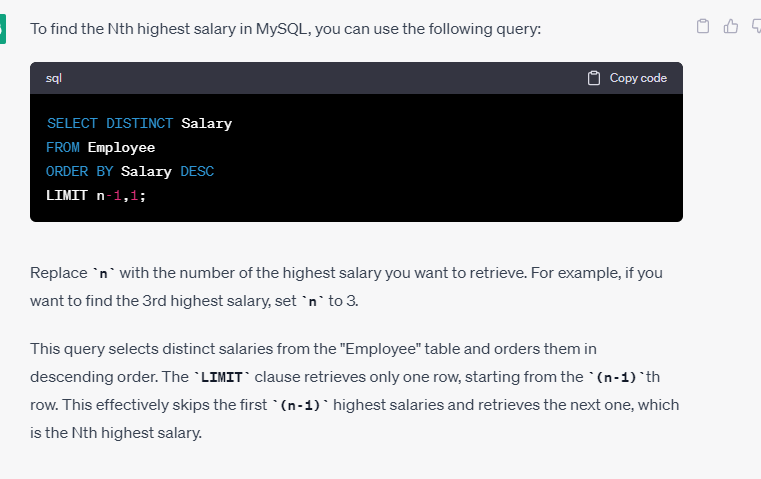 To find the Nth highest salary in MySQL, you can use the following query:
sql
Copy code
SELECT DISTINCT Salary
FROM Employee
ORDER BY Salary DESC
LIMIT n-1,1;
Replace `n` with the number of the highest salary you want to retrieve. For example, if you
want to find the 3rd highest salary, set `n` to 3.
This query selects distinct salaries from the "Employee" table and orders them in
descending order. The `LIMIT` clause retrieves only one row, starting from the `(n-1)`th
row. This effectively skips the first `(n-1)` highest salaries and retrieves the next one, which
is the Nth highest salary.